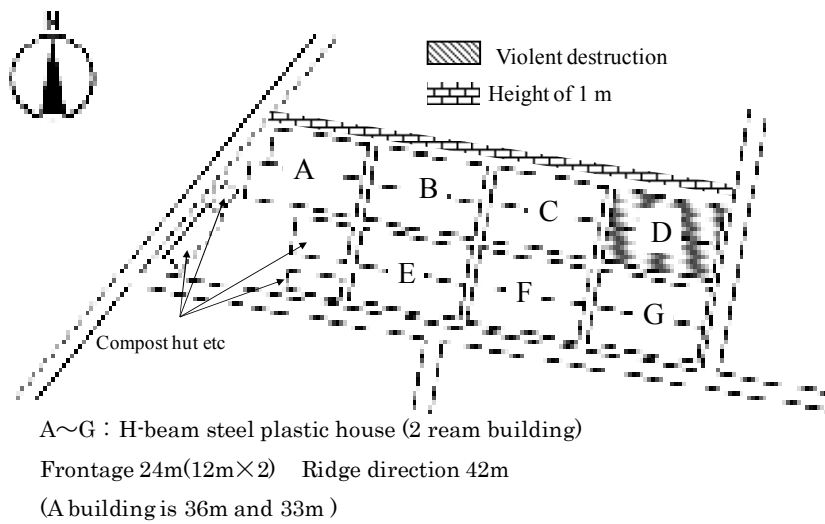 N
Violent destruction
Height of 1 m
A
B
C
D
E
F
G
Compost hut etc
A～G：H-beam steel plastic house (2 ream building)
Frontage 24m(12m×2) Ridge direction 42m
(A building is 36m and 33m )